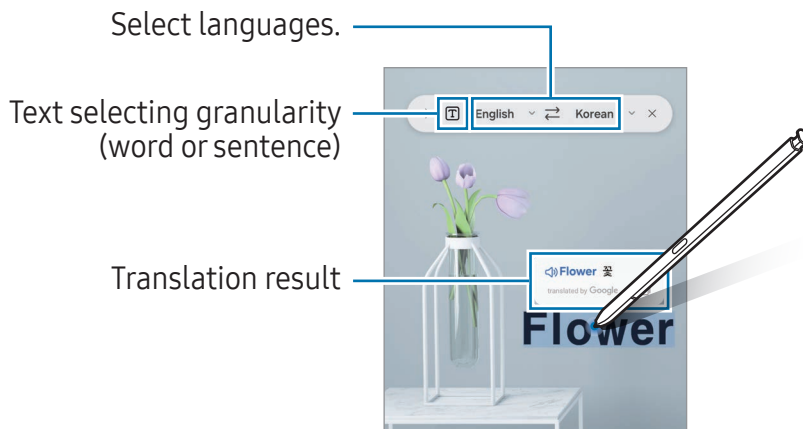 Select languages.
Text selecting granularity
(word or sentence)
English Korean
Translation result
Flower 꽃
translated by Google
Flower